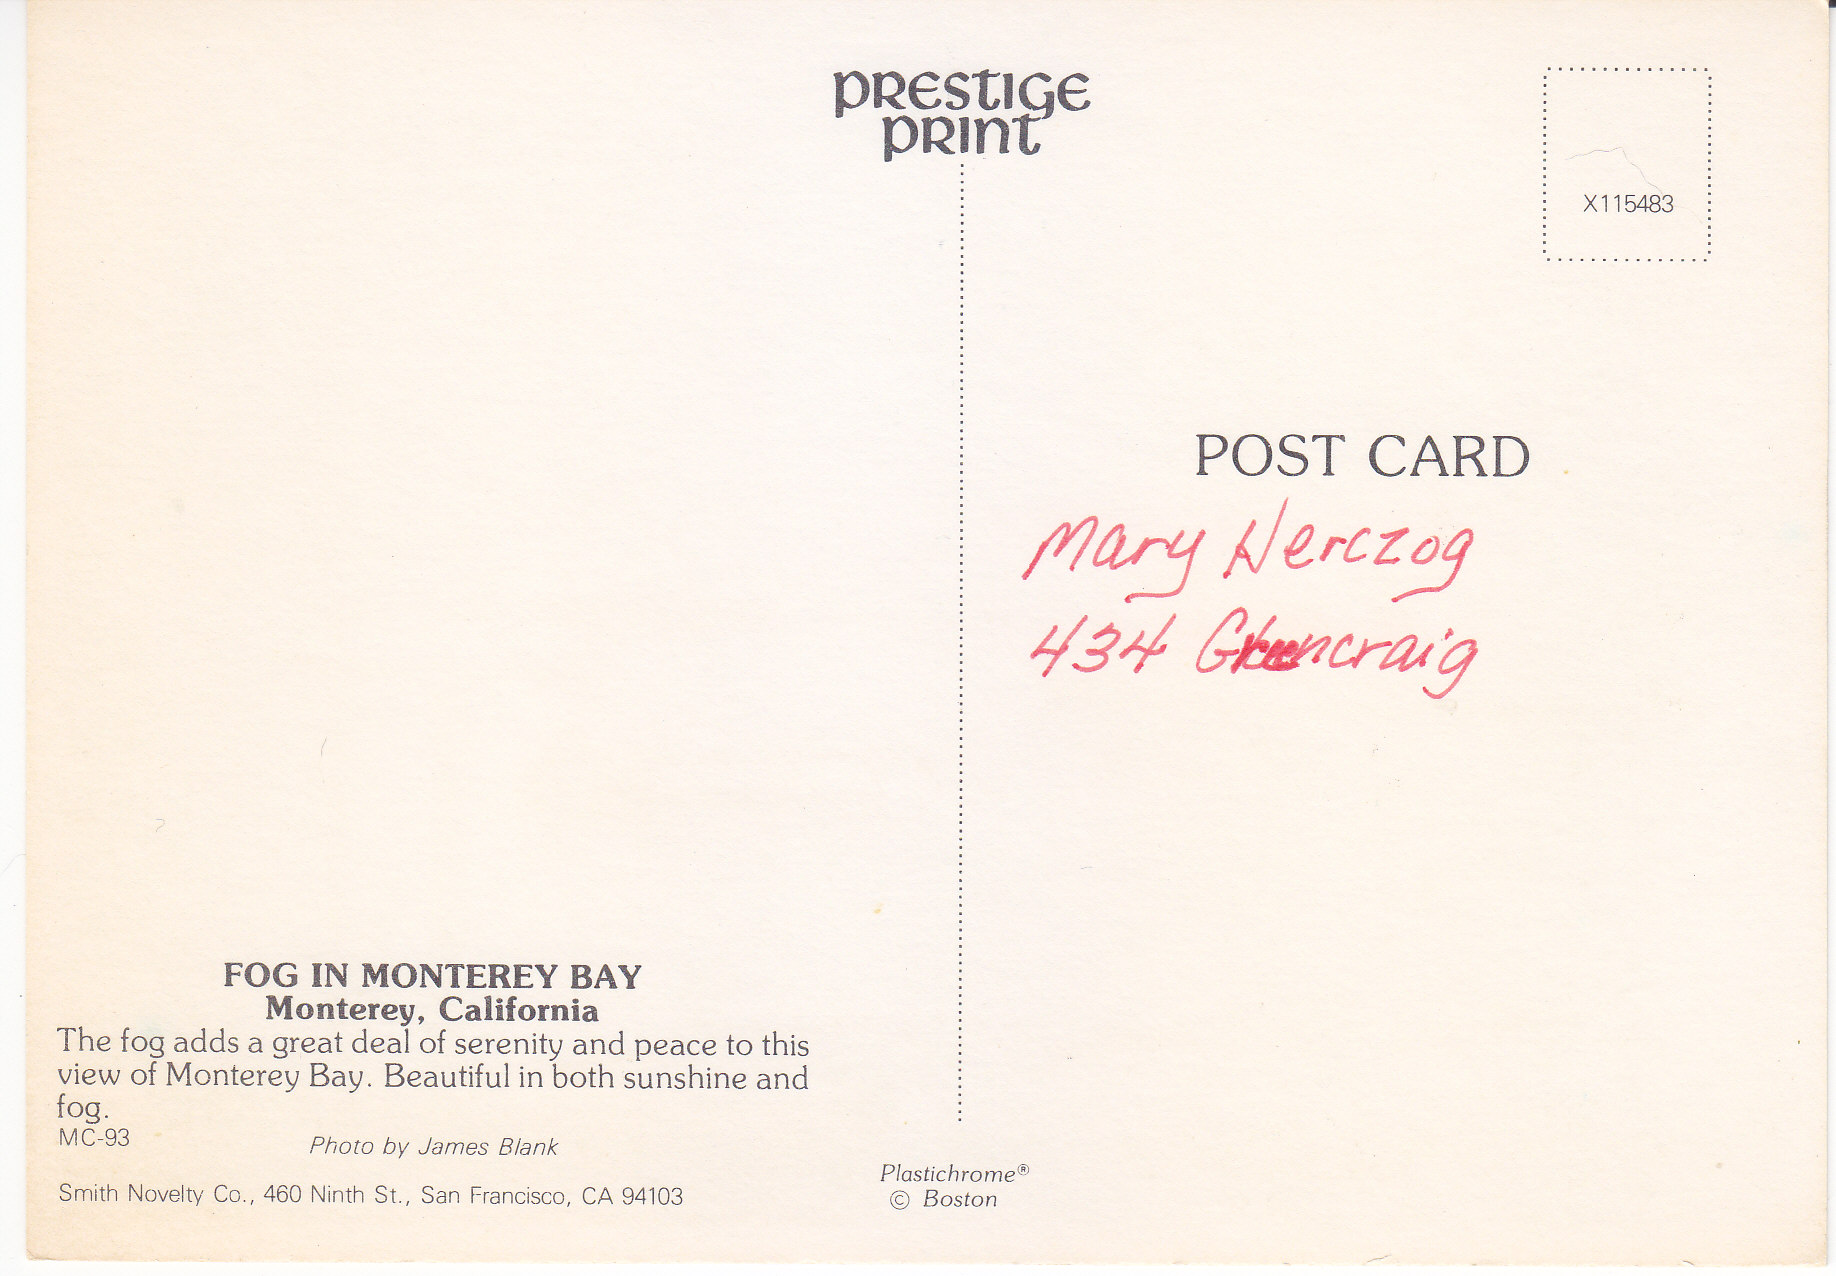 PRESTIGE
PRINT
X115483
POST CARD
Mary Herczog
434 Glencraig
FOG IN MONTEREY BAY
Monterey, California
The fog adds a great deal of serenity and peace to this
view of Monterey Bay. Beautiful in both sunshine and
fog.
MC-93
Photo by James Blank
Smith Novelty Co., 460 Ninth St., San Francisco, CA 94103
Plastichrome®
© Boston